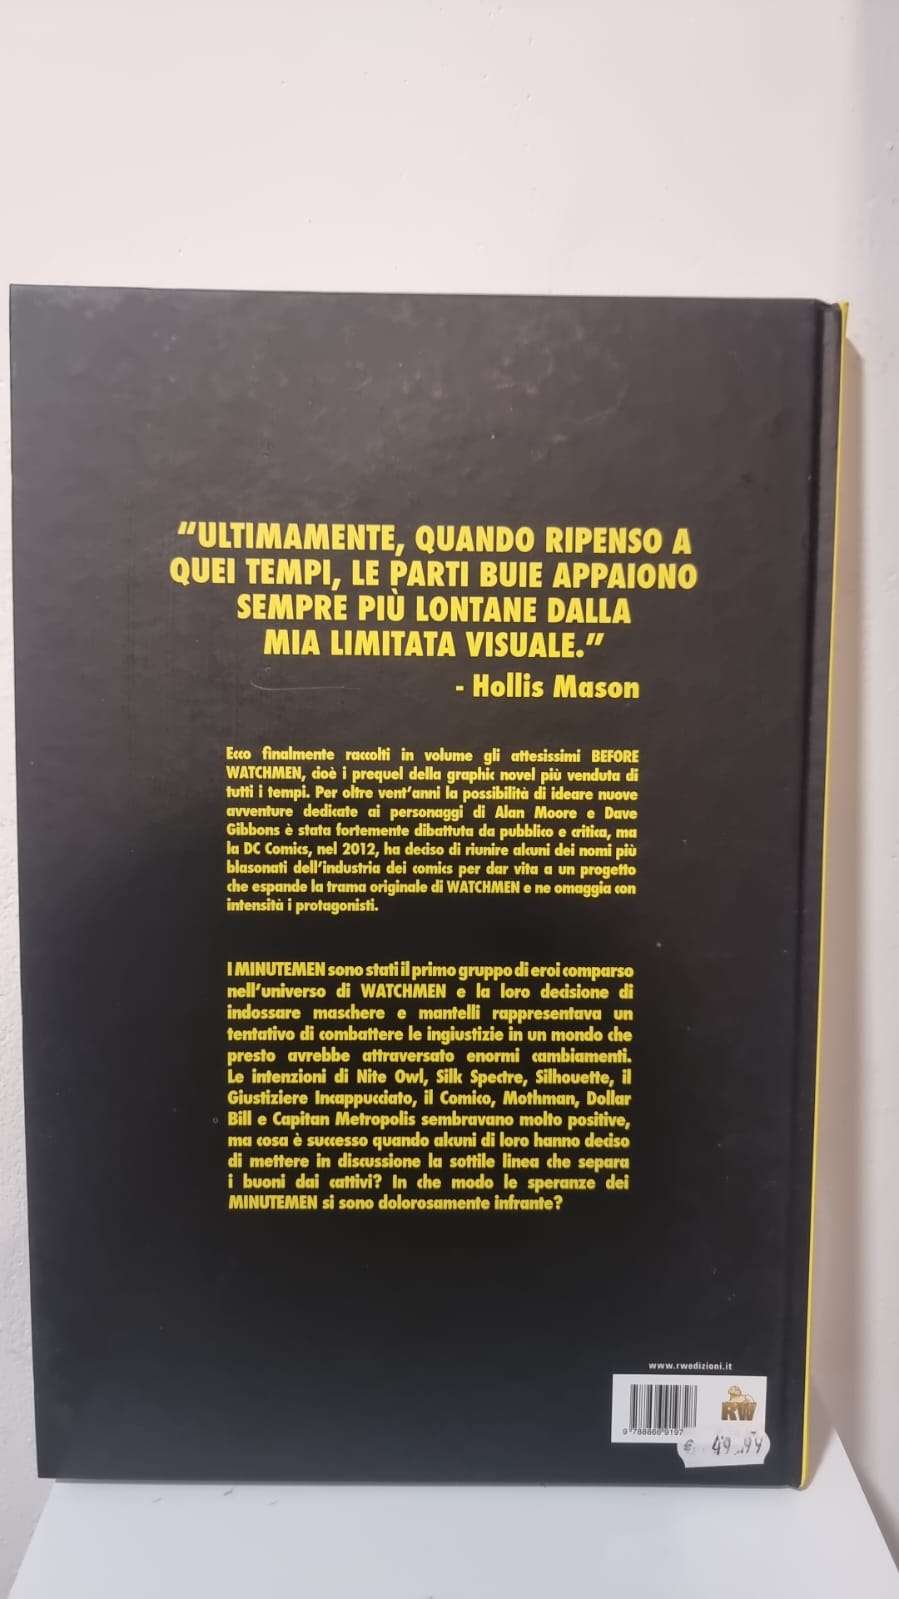 “ULTIMAMENTE, QUANDO RIPENSO A
QUEI TEMPI, LE PARTI BUIE APPAIONO
SEMPRE PIÙ LONTANE DALLA
MIA LIMITATA VISUALE.”
- Hollis Mason
Ecco finalmente raccolti in volume gli attesissimi BEFORE
WATCHMEN, cioè i prequel della graphic novel più venduta di
tutti i tempi. Per oltre vent’anni la possibilità di ideare nuove
avventure dedicate ai personaggi di Alan Moore e Dave
Gibbons è stata fortemente dibattuta da pubblico e critica, ma
la DC Comics, nel 2012, ha deciso di riunire alcuni dei nomi più
blasonati dell’industria dei comics per dar vita a un progetto
che espande la trama originale di WATCHMEN e ne omaggia con
intensità i protagonisti.
I MINUTEMEN sono stati il primo gruppo di eroi comparso
nell’universo di WATCHMEN e la loro decisione di
indossare maschere e mantelli rappresentava un
tentativo di combattere le ingiustizie in un mondo che
presto avrebbe attraversato enormi cambiamenti.
Le intenzioni di Nite Owl, Silk Spectre, Silhouette, il
Giustiziere Incappucciato, il Comico, Mothman, Dollar
Bill e Capitan Metropolis sembravano molto positive,
ma cosa è successo quando alcuni di loro hanno deciso
di mettere in discussione la sottile linea che separa
i buoni dai cattivi? In che modo le speranze dei
MINUTEMEN si sono dolorosamente infrante?
www.rwedizioni.it
RW
€